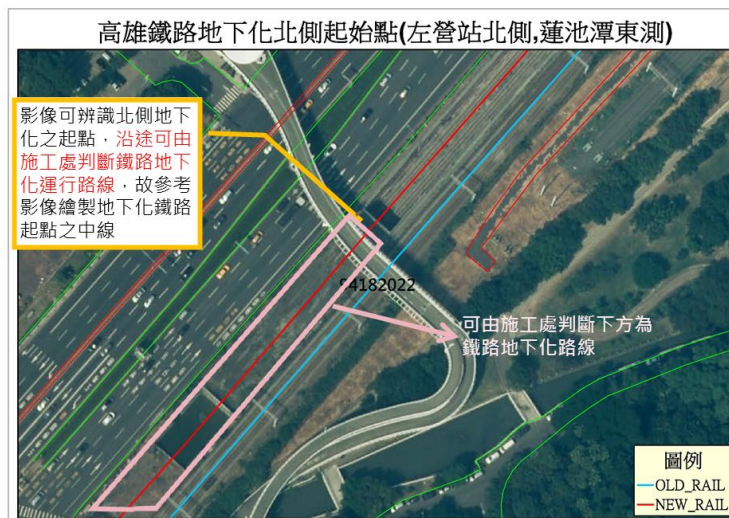 高雄鐵路地下化北側起始點(左營站北側,蓮池潭東測)
影像可辨識北側地下
化之起點，沿途可由
施工處判斷鐵路地下
化運行路線，故參考
影像繪製地下化鐵路
起點之中線
94182022
可由施工處判斷下方為
鐵路地下化路線
圖例
OLD_RAIL
NEW_RAIL